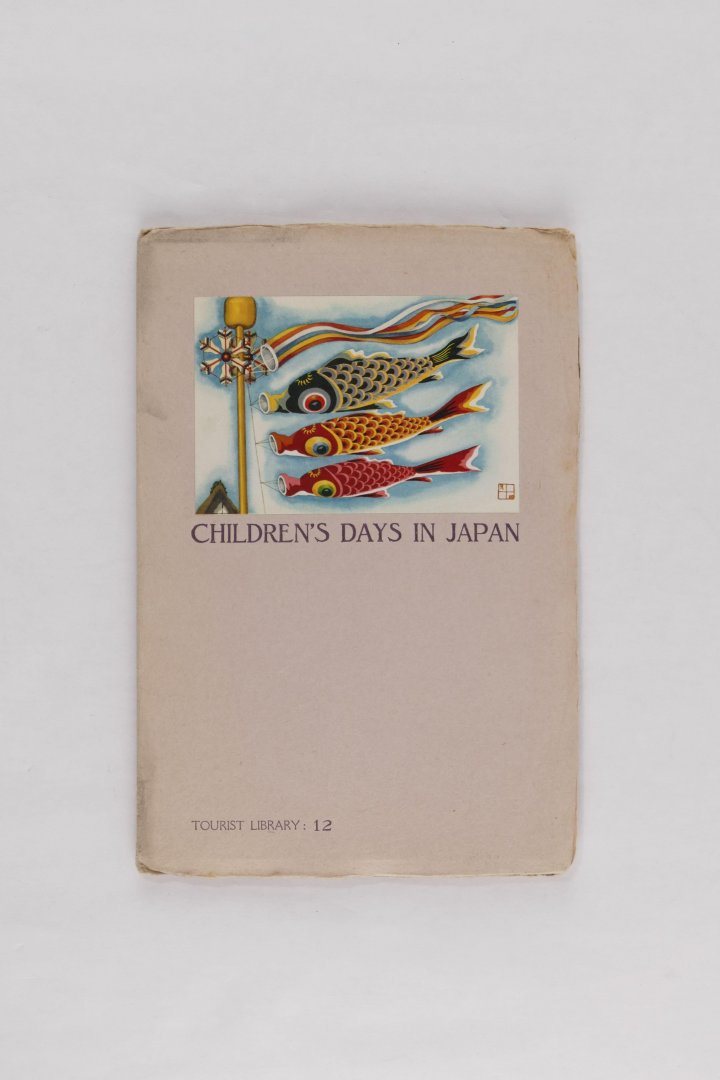 CHILDREN'S DAYS IN JAPAN
TOURIST LIBRARY: 12